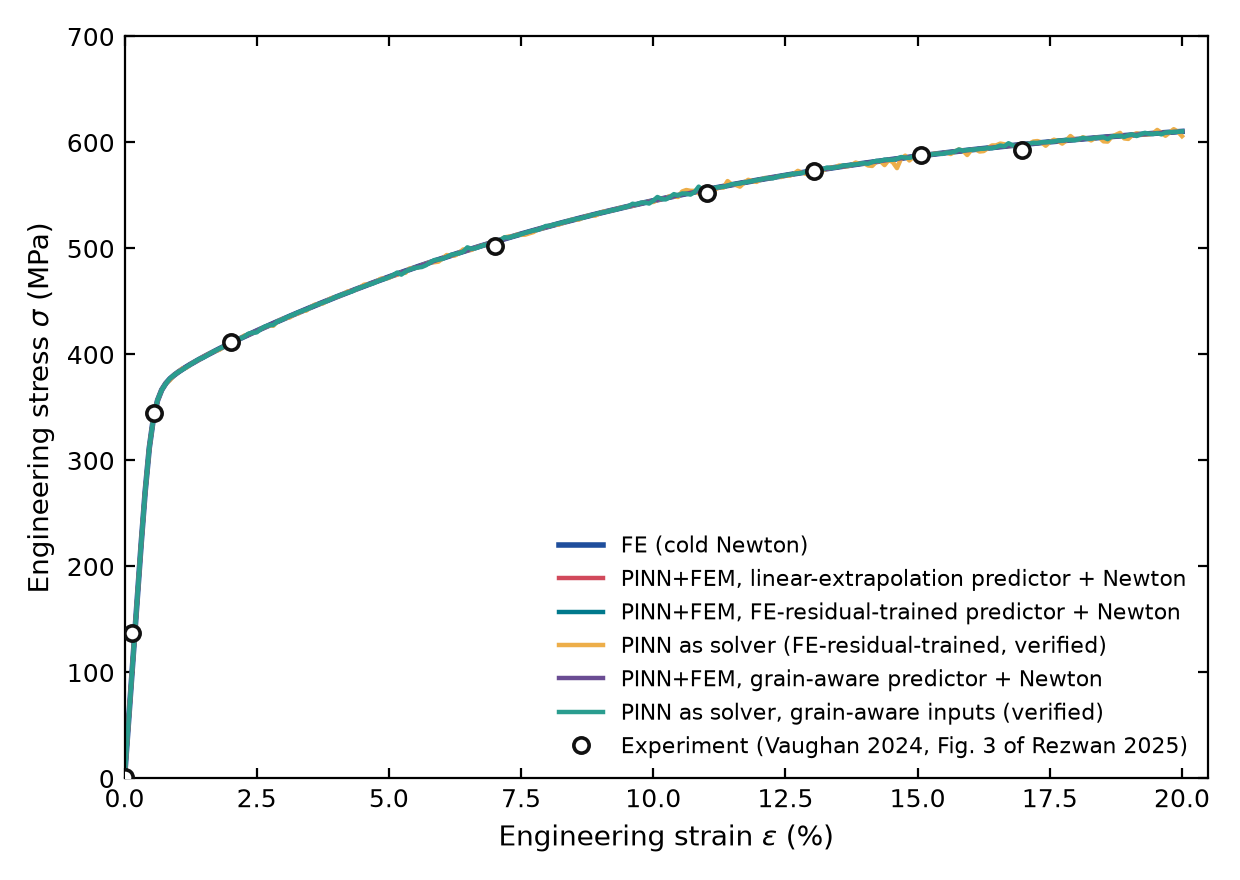 700
600
500
400
300
200
100
0
Engineering stress σ (MPa)
FE (cold Newton)
PINN+FEM, linear-extrapolation predictor + Newton
PINN+FEM, FE-residual-trained predictor + Newton
PINN as solver (FE-residual-trained, verified)
PINN+FEM, grain-aware predictor + Newton
PINN as solver, grain-aware inputs (verified)
Experiment (Vaughan 2024, Fig. 3 of Rezwan 2025)
0.0 2.5 5.0 7.5 10.0 12.5 15.0 17.5 20.0
Engineering strain ε (%)